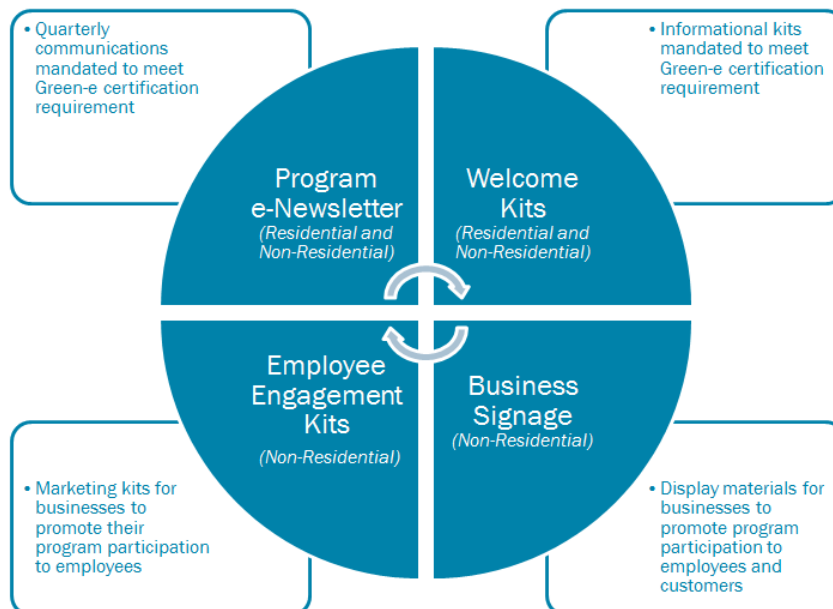 • Quarterly
communications
mandated to meet
Green-e certification
requirement
• Informational kits
mandated to meet
Green-e certification
requirement
Program
e-Newsletter
(Residential and
Non-Residential)
Welcome
Kits
(Residential and
Non-Residential)
Employee
Engagement
Kits
(Non-Residential)
Business
Signage
(Non-Residential)
• Marketing kits for
businesses to
promote their
program participation
to employees
• Display materials for
businesses to
promote program
participation to
employees and
customers